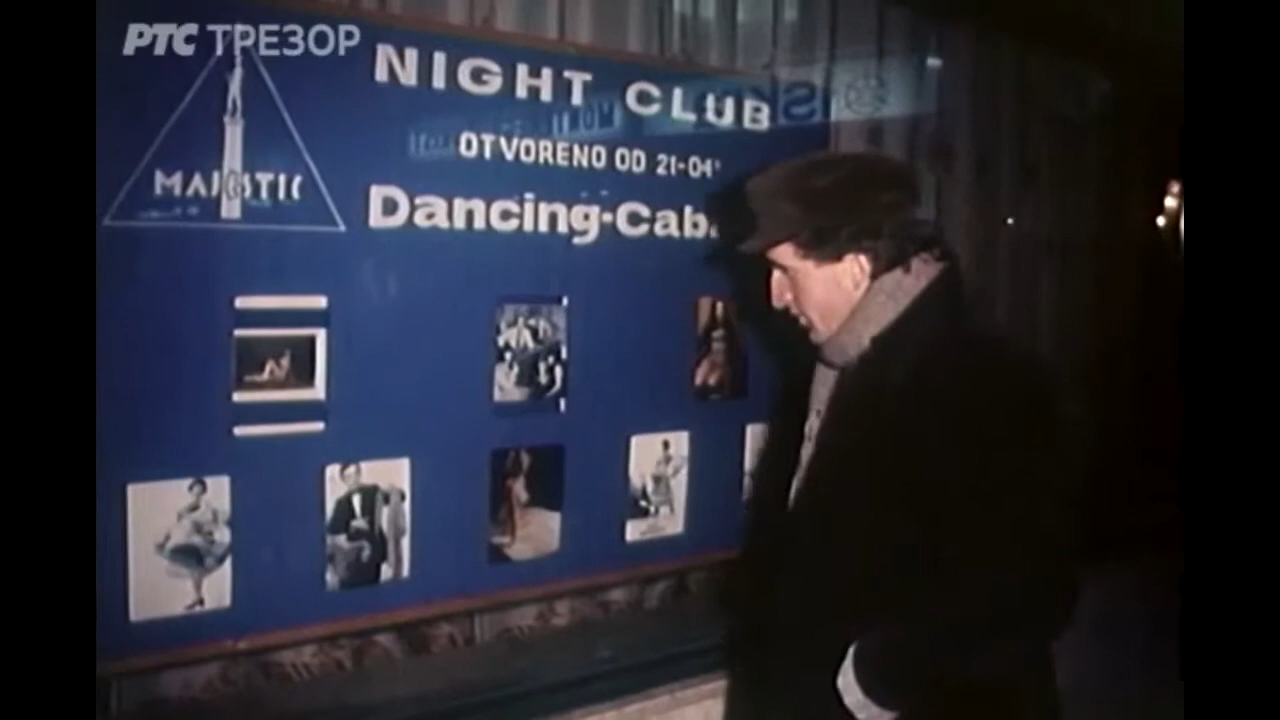 РТС ТРЕЗОР
NIGHT CLUB
OTVORENO OD 21-04
Dancing-Cab
MAJESTIC